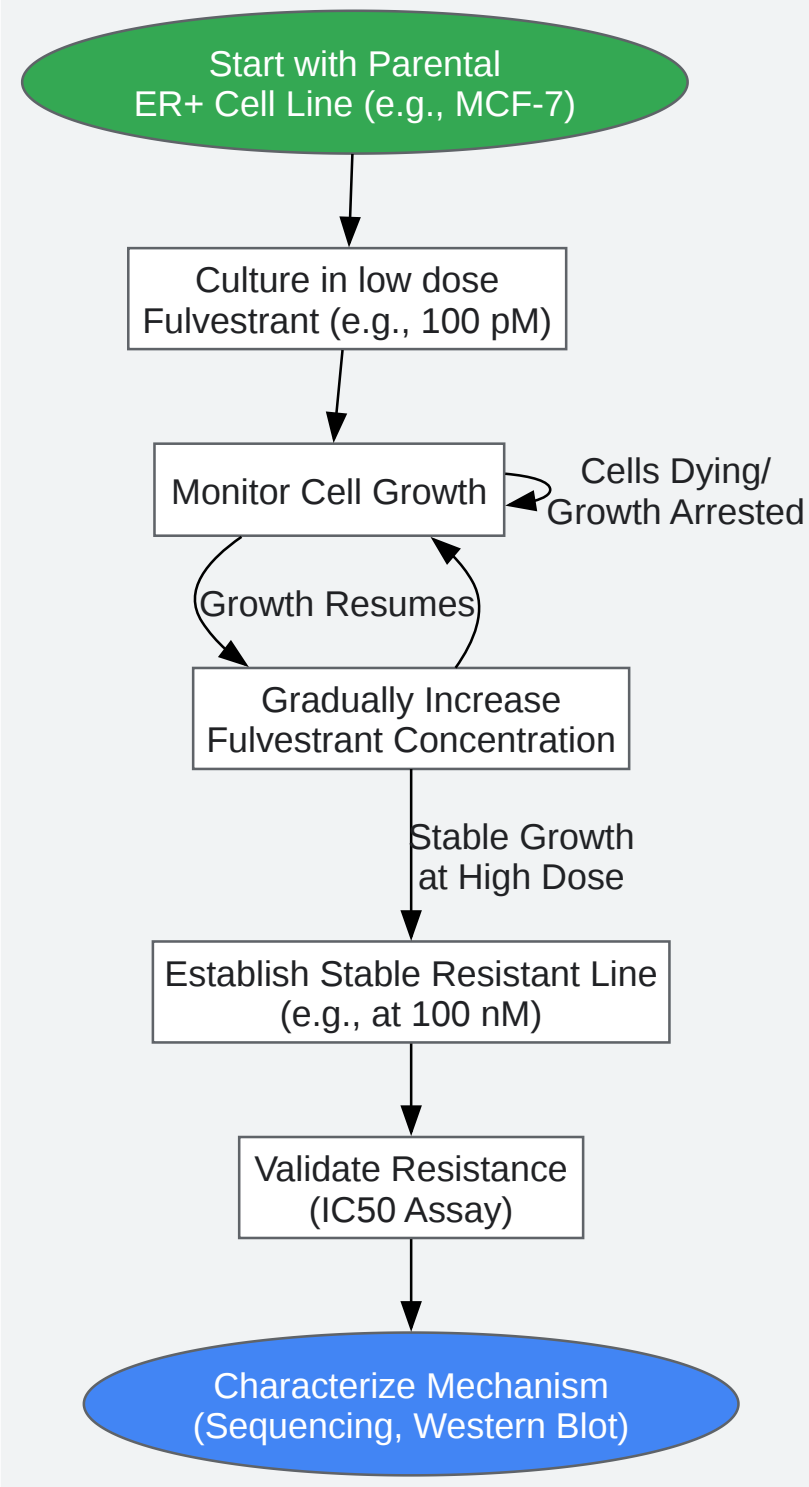 Start with Parental
ER+ Cell Line (e.g., MCF-7)
Culture in low dose
Fulvestrant (e.g., 100 pM)
Monitor Cell Growth
Cells Dying/
Growth Arrested
Growth Resumes
Gradually Increase
Fulvestrant Concentration
Stable Growth
at High Dose
Establish Stable Resistant Line
(e.g., at 100 nM)
Validate Resistance
(IC50 Assay)
Characterize Mechanism
(Sequencing, Western Blot)